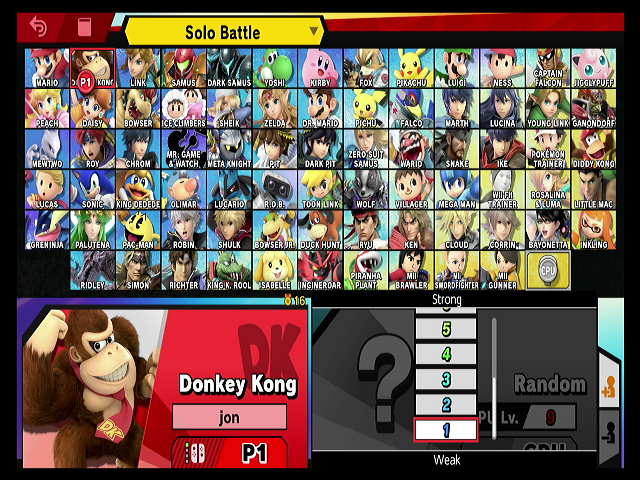 Solo Battle
MARIO DONKEY KONG LINK SAMUS DARK SAMUS YOSHI KIRBY FOX PIKACHU LUIGI NESS CAPTAIN FALCON JIGGLYPUFF
P1
PEACH DAISY BOWSER ICE CLIMBERS SHEIK ZELDA DR. MARIO PICHU FALCO MARTH LUCINA YOUNG LINK GANONDORF
MEWTWO ROY CHROM MR. GAME & WATCH META KNIGHT PIT DARK PIT ZERO SUIT SAMUS WARIO SNAKE IKE POKÉMON TRAINER DIDDY KONG
LUCAS SONIC KING DEDEDE OLIMAR LUCARIO R.O.B. TOON LINK WOLF VILLAGER MEGA MAN WII FIT TRAINER ROSALINA & LUMA LITTLE MAC
GRENINJA PALUTENA PAC-MAN ROBIN SHULK BOWSER JR. DUCK HUNT RYU KEN CLOUD CORRIN BAYONETTA INKLING
RIDLEY SIMON RICHTER KING K. ROOL ISABELLE INCINEROAR PIRANHA PLANT MII BRAWLER MII SWORDFIGHTER MII GUNNER CPU
16
Strong
DK
5
4
3
2
1
Weak
Donkey Kong
jon
P1
DK
?
Random
PU Lv. 9
CPU